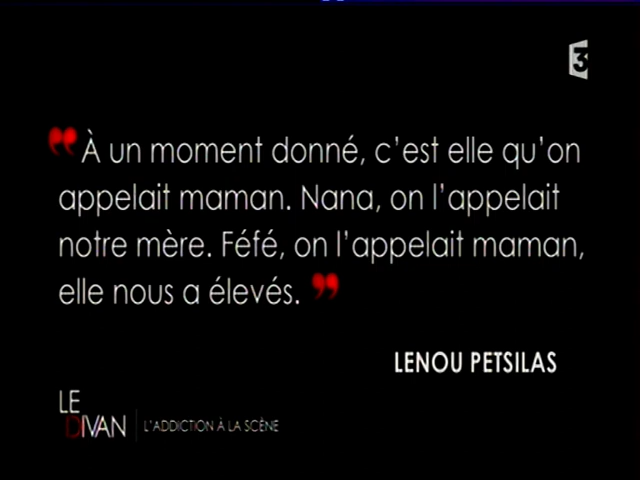 3
❞ À un moment donné, c’est elle qu’on
appelait maman. Nana, on l’appelait
notre mère. Féfé, on l’appelait maman,
elle nous a élevés. ❞
LENOU PETSILAS
LE
DIVAN
L’ADDICTION À LA SCÈNE